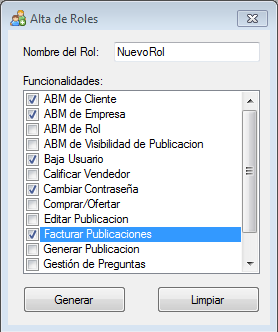 Alta de Roles
Nombre del Rol: NuevoRol
Funcionalidades:
ABM de Cliente
ABM de Empresa
ABM de Rol
ABM de Visibilidad de Publicacion
Baja Usuario
Calificar Vendedor
Cambiar Contraseña
Comprar/Ofertar
Editar Publicacion
Facturar Publicaciones
Generar Publicacion
Gestión de Preguntas
Generar Limpiar